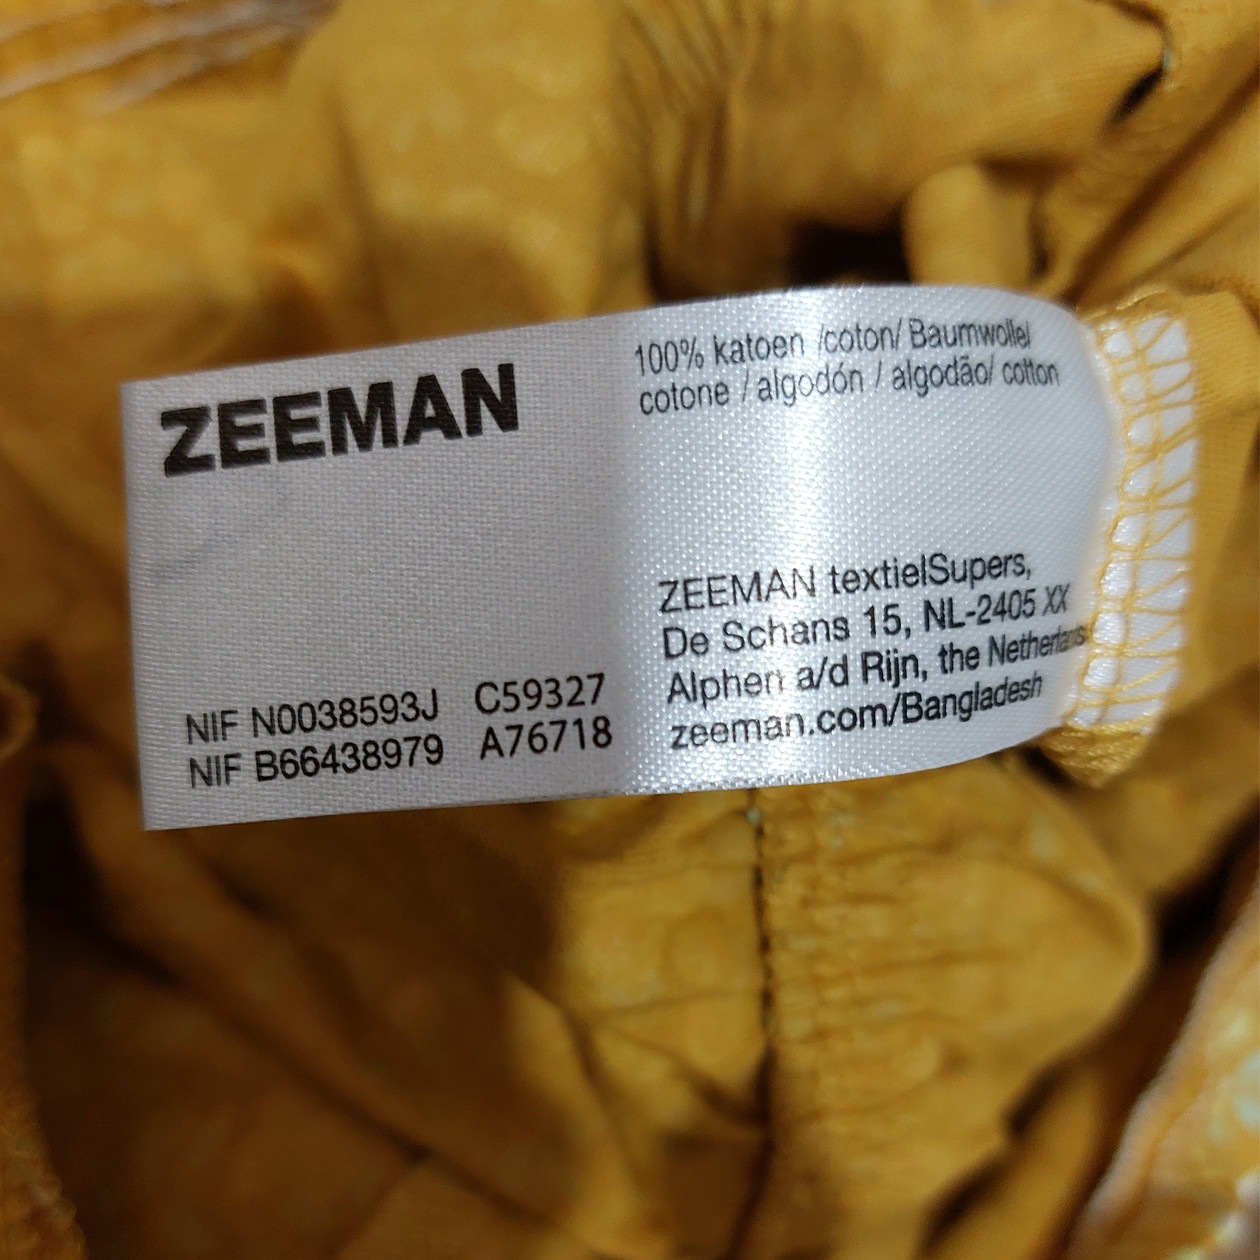 ZEEMAN
NIF N0038593J C59327
NIF B66438979 A76718
100% katoen /coton/ Baumwolle/
cotone / algodón / algodão/ cotton
ZEEMAN textielSupers,
De Schans 15, NL-2405 XX
Alphen a/d Rijn, the Netherlands
zeeman.com/Bangladesh